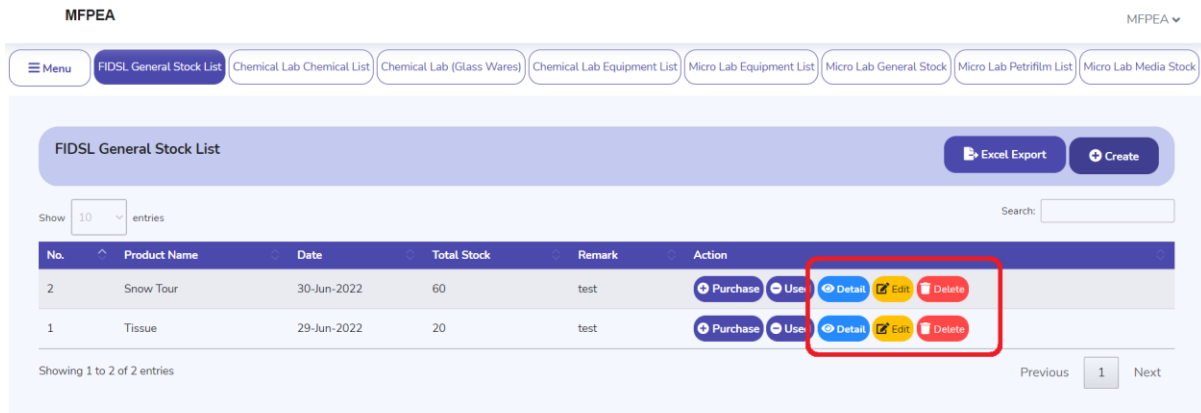 MFPEA
MFPEA
Menu FIDSL General Stock List Chemical Lab Chemical List Chemical Lab (Glass Wares) Chemical Lab Equipment List Micro Lab Equipment List Micro Lab General Stock Micro Lab Petrifilm List Micro Lab Media Stock
FIDSL General Stock List Excel Export Create
Show 10 entries Search:
No. Product Name Date Total Stock Remark Action
2 Snow Tour 30-Jun-2022 60 test Purchase Used Detail Edit Delete
1 Tissue 29-Jun-2022 20 test Purchase Used Detail Edit Delete
Showing 1 to 2 of 2 entries Previous 1 Next